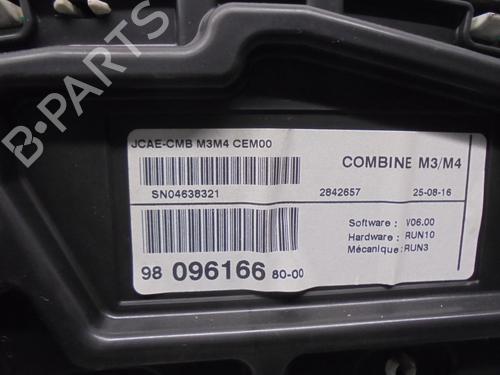 JCAE-CMB M3M4 CEM00
COMBINE M3/M4
SN04638321
2842657
25-08-16
Software : V06.00
Hardware : RUN10
Mécanique : RUN3
98 096166 80-00
B-PARTS